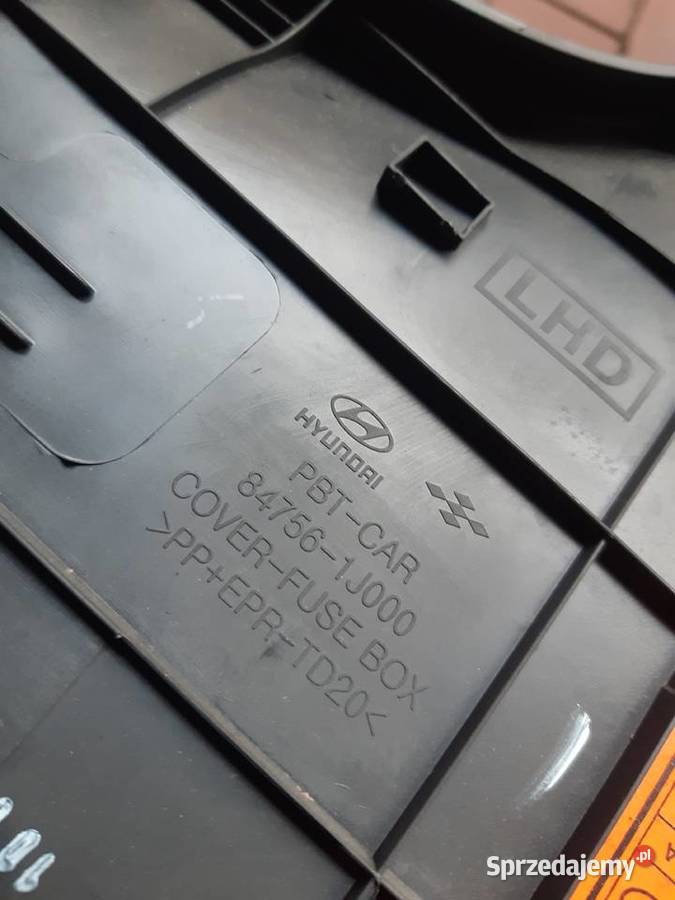 LHD
HYUNDAI
PBT-CAR
84756-1J000
COVER-FUSE BOX
>PP+EPR-TD20<
Sprzedajemy.pl